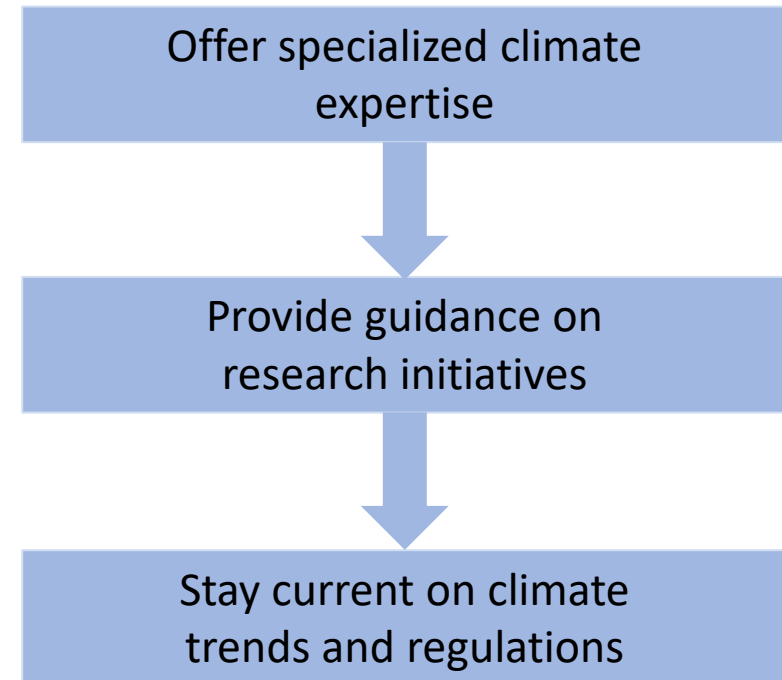 Offer specialized climate
expertise
Provide guidance on
research initiatives
Stay current on climate
trends and regulations